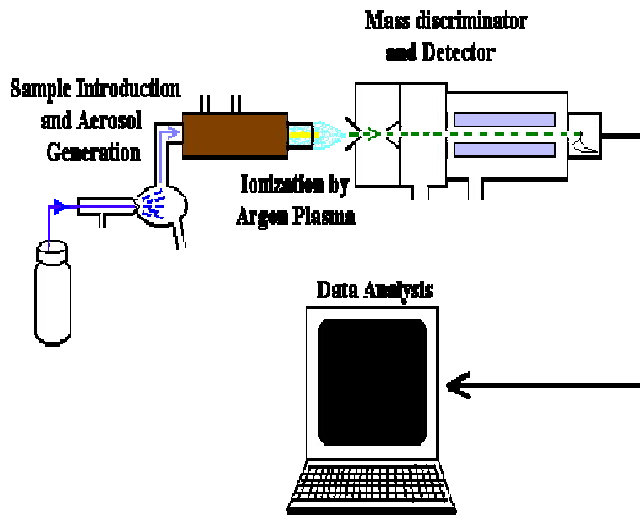 Mass discriminator
and Detector
Sample Introduction
and Aerosol
Generation
Ionization by
Argon Plasma
Data Analysis